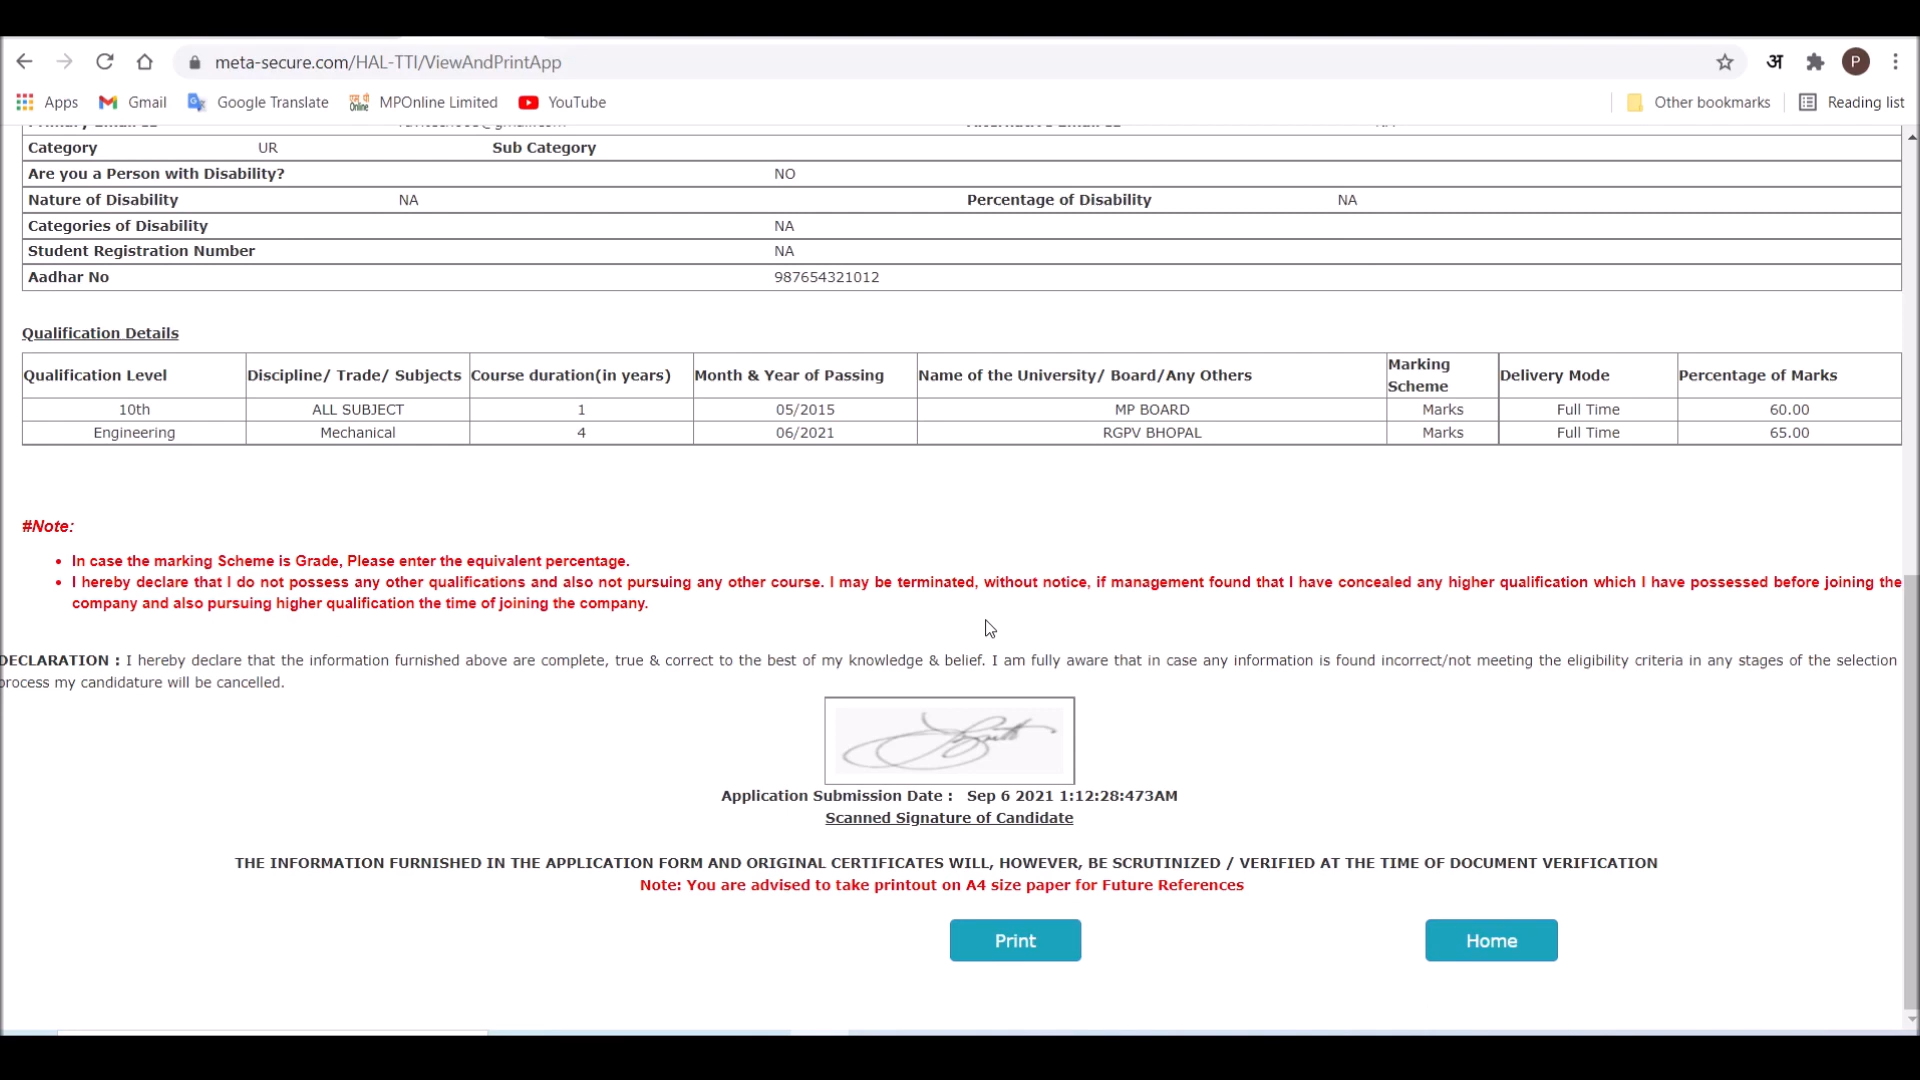 meta-secure.com/HAL-TTI/ViewAndPrintApp अ P
Apps Gmail Google Translate MPOnline Limited YouTube Other bookmarks Reading list
Category UR Sub Category
Are you a Person with Disability? NO
Nature of Disability NA Percentage of Disability NA
Categories of Disability NA
Student Registration Number NA
Aadhar No 987654321012
Qualification Details
Qualification Level Discipline/ Trade/ Subjects Course duration(in years) Month & Year of Passing Name of the University/ Board/Any Others Marking Scheme Delivery Mode Percentage of Marks
10th ALL SUBJECT 1 05/2015 MP BOARD Marks Full Time 60.00
Engineering Mechanical 4 06/2021 RGPV BHOPAL Marks Full Time 65.00
#Note:
• In case the marking Scheme is Grade, Please enter the equivalent percentage.
• I hereby declare that I do not possess any other qualifications and also not pursuing any other course. I may be terminated, without notice, if management found that I have concealed any higher qualification which I have possessed before joining the
company and also pursuing higher qualification the time of joining the company.
DECLARATION : I hereby declare that the information furnished above are complete, true & correct to the best of my knowledge & belief. I am fully aware that in case any information is found incorrect/not meeting the eligibility criteria in any stages of the selection
process my candidature will be cancelled.
Application Submission Date : Sep 6 2021 1:12:28:473AM
Scanned Signature of Candidate
THE INFORMATION FURNISHED IN THE APPLICATION FORM AND ORIGINAL CERTIFICATES WILL, HOWEVER, BE SCRUTINIZED / VERIFIED AT THE TIME OF DOCUMENT VERIFICATION
Note: You are advised to take printout on A4 size paper for Future References
Print Home